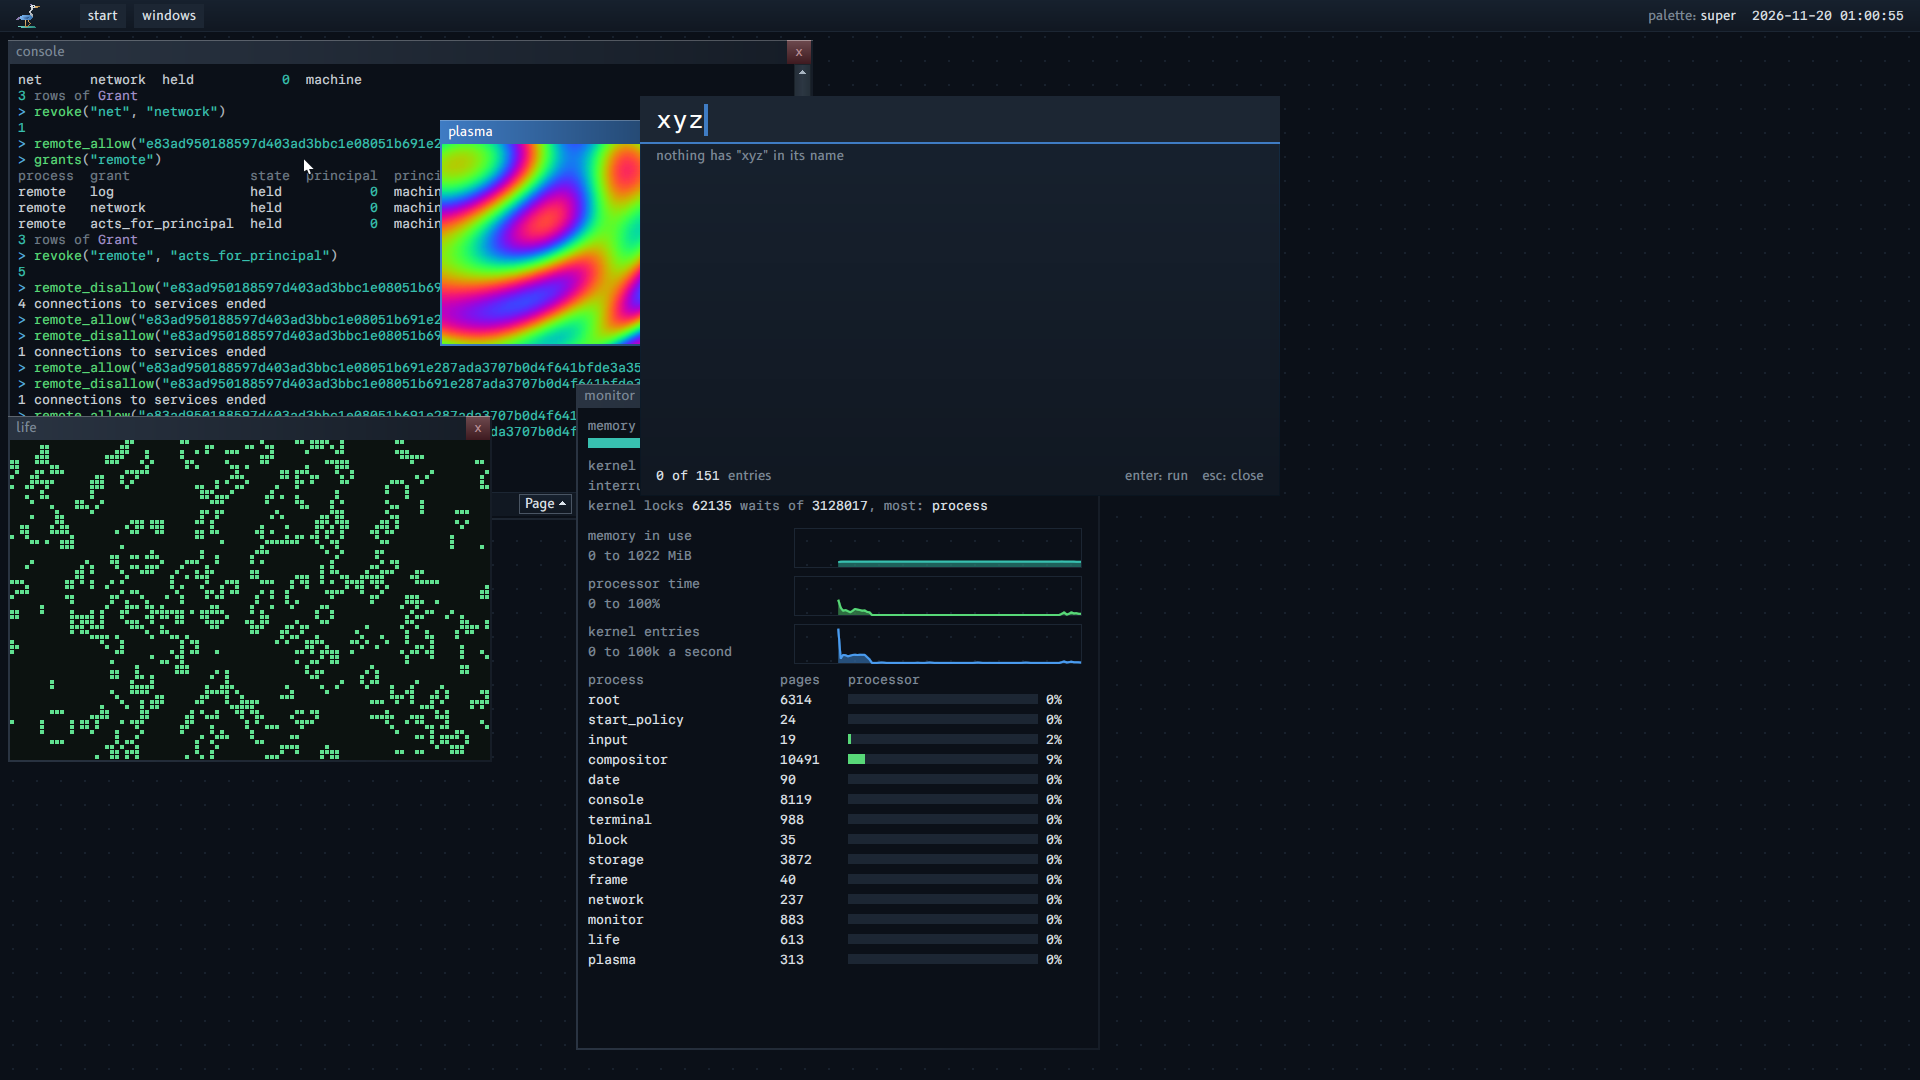 start windows palette: super 2026-11-20 01:00:55
console x
net network held 0 machine
3 rows of Grant
> revoke("net", "network")
1
> remote_allow("e83ad950188597d403ad3bbc1e08051b691e2
> grants("remote")
process grant state principal princi
remote log held 0 machin
remote network held 0 machin
remote acts_for_principal held 0 machin
3 rows of Grant
> revoke("remote", "acts_for_principal")
5
> remote_disallow("e83ad950188597d403ad3bbc1e08051b69
4 connections to services ended
> remote_allow("e83ad950188597d403ad3bbc1e08051b691e2
> remote_disallow("e83ad950188597d403ad3bbc1e08051b69
1 connections to services ended
> remote_allow("e83ad950188597d403ad3bbc1e08051b691e287ada3707b0d4f641bfde3a35
> remote_disallow("e83ad950188597d403ad3bbc1e08051b691e287ada3707b0d4f641bfde3
1 connections to services ended
> remote_allow("e83ad950188597d403ad3bbc1e08051b691e287ada3707b0d4f641
da3707b0d4f
Page
plasma
xyz
nothing has "xyz" in its name
0 of 151 entries enter: run esc: close
life x
monitor
memory
kernel
interru
kernel locks 62135 waits of 3128017, most: process
memory in use
0 to 1022 MiB
processor time
0 to 100%
kernel entries
0 to 100k a second
process pages processor
root 6314 0%
start_policy 24 0%
input 19 2%
compositor 10491 9%
date 90 0%
console 8119 0%
terminal 988 0%
block 35 0%
storage 3872 0%
frame 40 0%
network 237 0%
monitor 883 0%
life 613 0%
plasma 313 0%